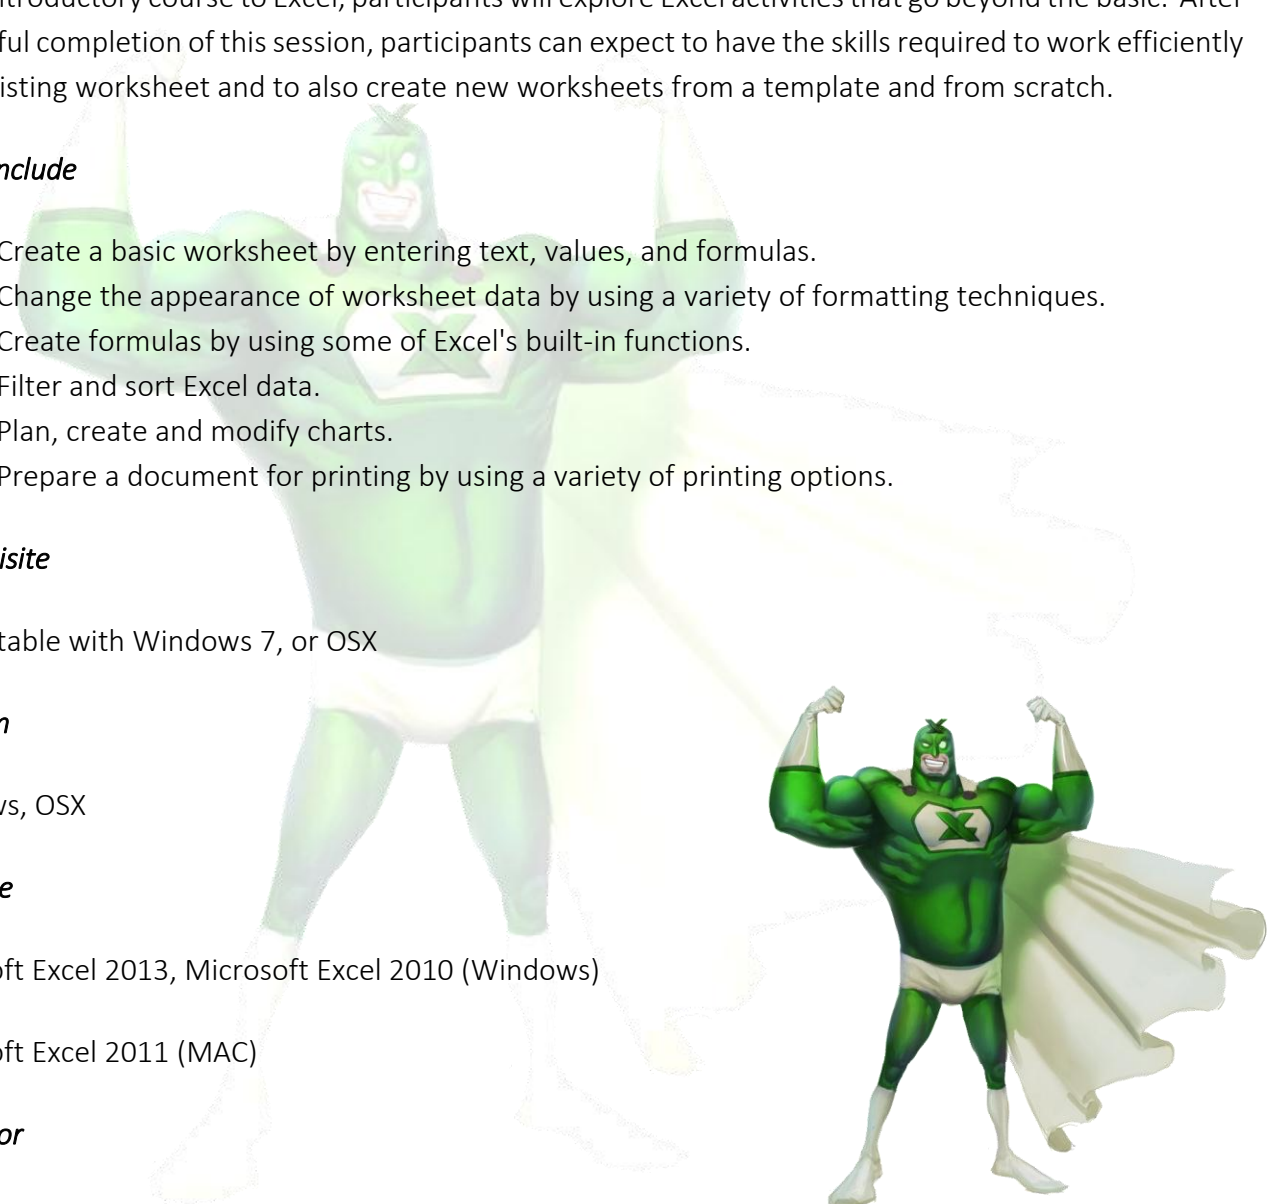 ntroductory course to Excel, participants will explore Excel activities that go beyond the basic. After
ful completion of this session, participants can expect to have the skills required to work efficiently
isting worksheet and to also create new worksheets from a template and from scratch.
nclude
Create a basic worksheet by entering text, values, and formulas.
Change the appearance of worksheet data by using a variety of formatting techniques.
Create formulas by using some of Excel's built-in functions.
Filter and sort Excel data.
Plan, create and modify charts.
Prepare a document for printing by using a variety of printing options.
isite
table with Windows 7, or OSX
n
ws, OSX
e
oft Excel 2013, Microsoft Excel 2010 (Windows)
oft Excel 2011 (MAC)
or